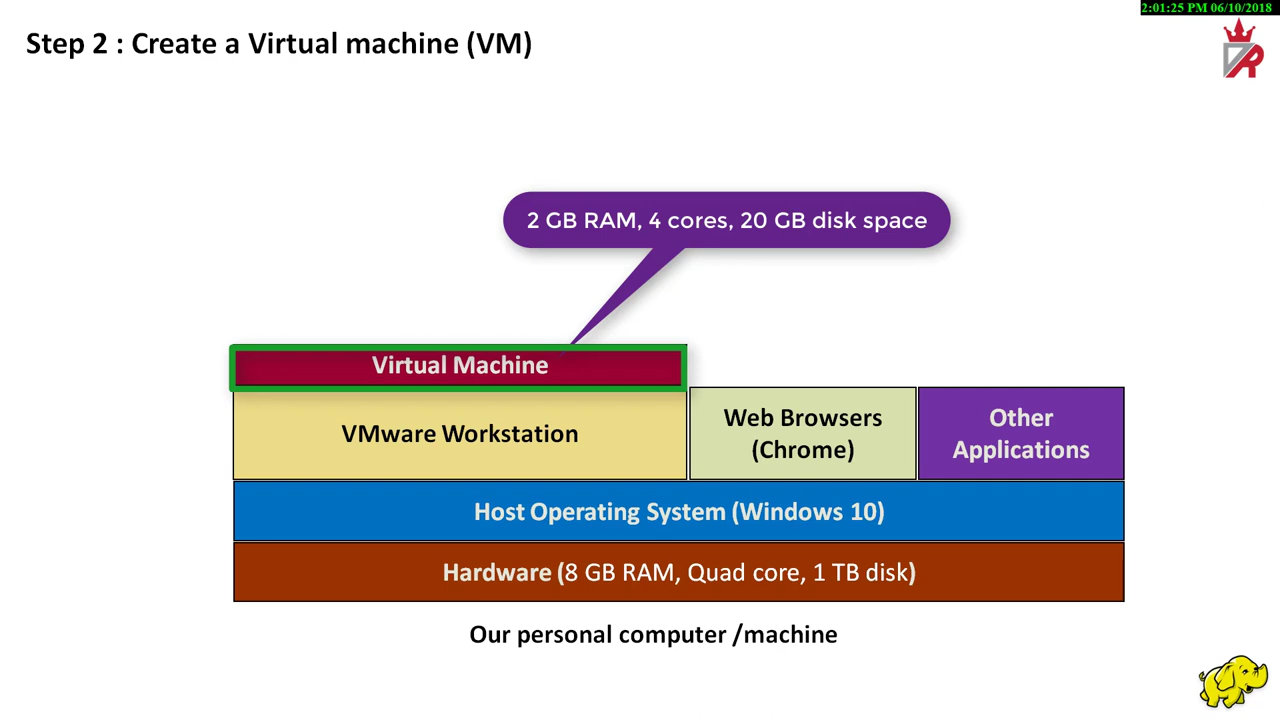 2:01:25 PM 06/10/2018
Step 2 : Create a Virtual machine (VM)
2 GB RAM, 4 cores, 20 GB disk space
Virtual Machine
VMware Workstation
Web Browsers
(Chrome)
Other
Applications
Host Operating System (Windows 10)
Hardware (8 GB RAM, Quad core, 1 TB disk)
Our personal computer /machine